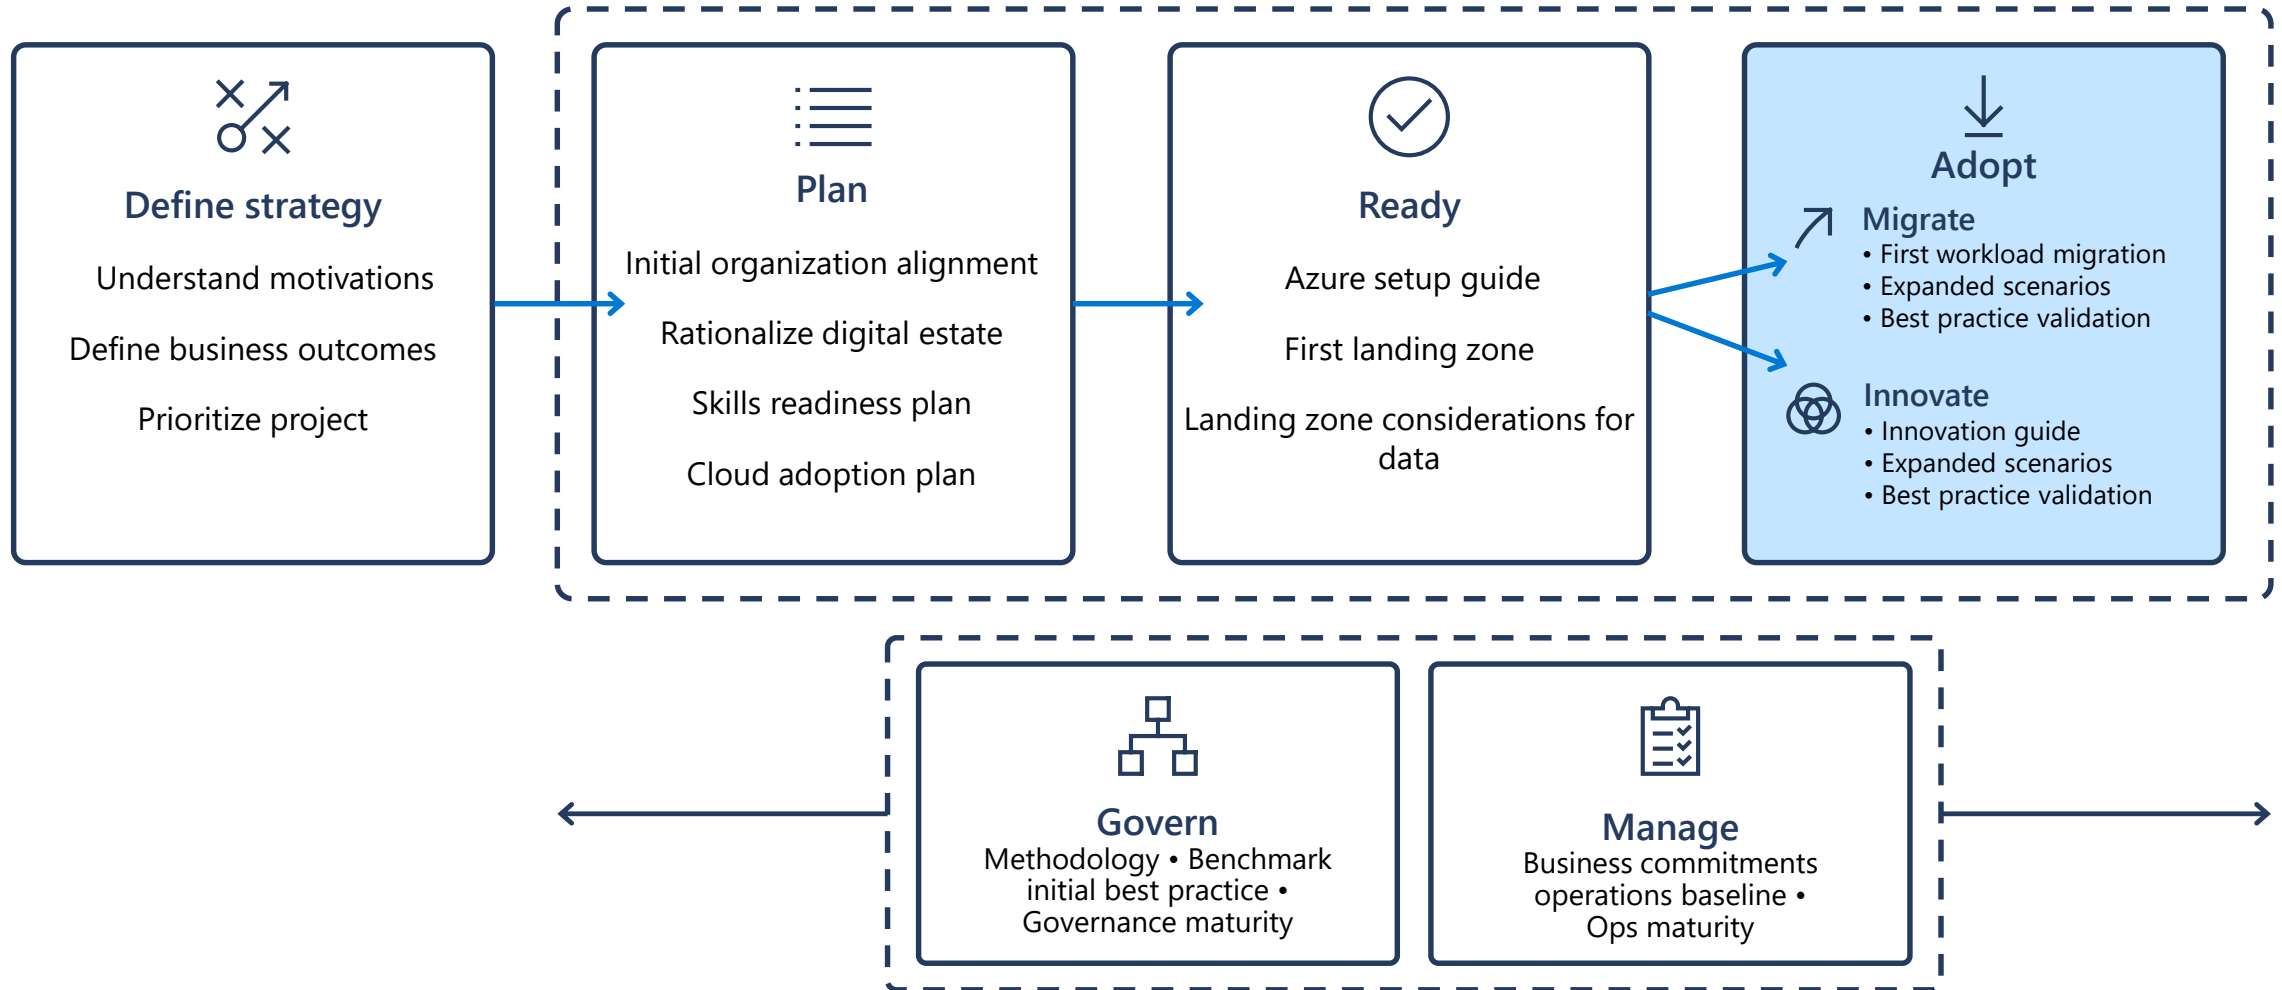 Define strategy
Understand motivations
Define business outcomes
Prioritize project
Plan
Initial organization alignment
Rationalize digital estate
Skills readiness plan
Cloud adoption plan
Ready
Azure setup guide
First landing zone
Landing zone considerations for
data
Adopt
Migrate
• First workload migration
• Expanded scenarios
• Best practice validation
Innovate
• Innovation guide
• Expanded scenarios
• Best practice validation
Govern
Methodology • Benchmark
initial best practice •
Governance maturity
Manage
Business commitments
operations baseline •
Ops maturity